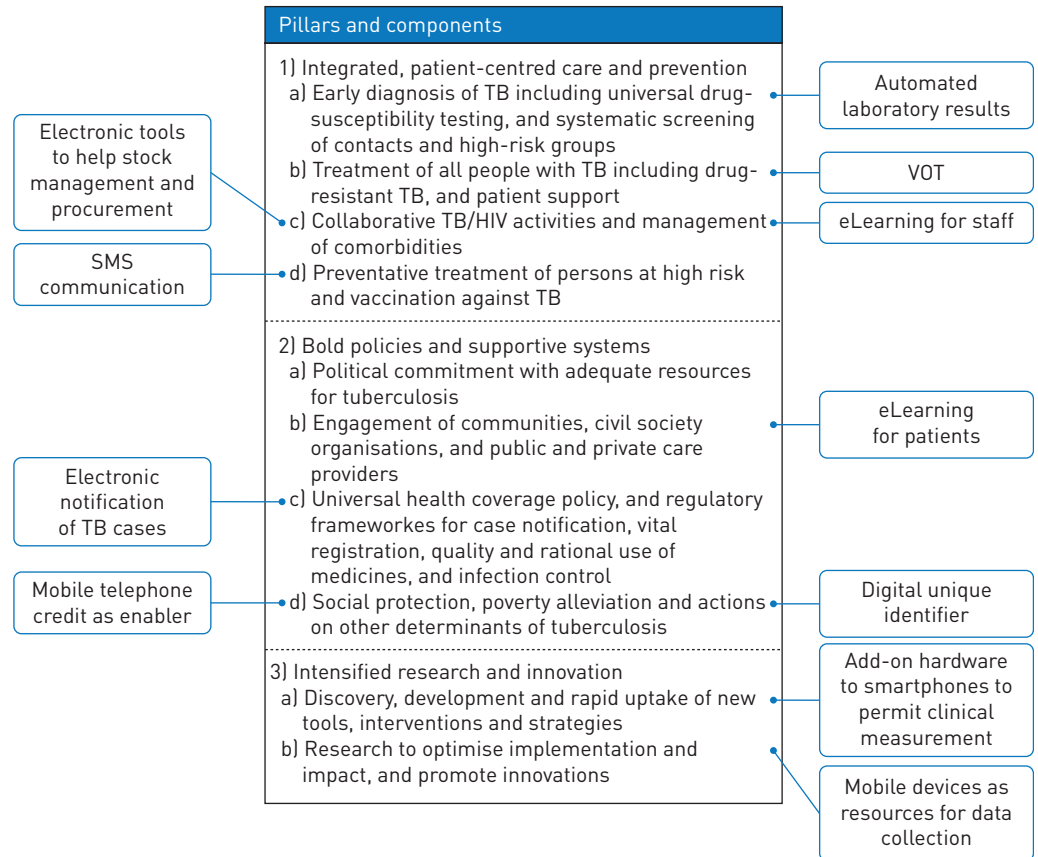 Pillars and components
1) Integrated, patient-centred care and prevention
a) Early diagnosis of TB including universal drug-
susceptibility testing, and systematic screening
of contacts and high-risk groups
b) Treatment of all people with TB including drug-
resistant TB, and patient support
c) Collaborative TB/HIV activities and management
of comorbidities
d) Preventative treatment of persons at high risk
and vaccination against TB
2) Bold policies and supportive systems
a) Political commitment with adequate resources
for tuberculosis
b) Engagement of communities, civil society
organisations, and public and private care
providers
c) Universal health coverage policy, and regulatory
frameworkes for case notification, vital
registration, quality and rational use of
medicines, and infection control
d) Social protection, poverty alleviation and actions
on other determinants of tuberculosis
3) Intensified research and innovation
a) Discovery, development and rapid uptake of new
tools, interventions and strategies
b) Research to optimise implementation and
impact, and promote innovations
Electronic tools
to help stock
management and
procurement
SMS
communication
Electronic
notification
of TB cases
Mobile telephone
credit as enabler
Automated
laboratory results
VOT
eLearning for staff
eLearning
for patients
Digital unique
identifier
Add-on hardware
to smartphones to
permit clinical
measurement
Mobile devices as
resources for data
collection